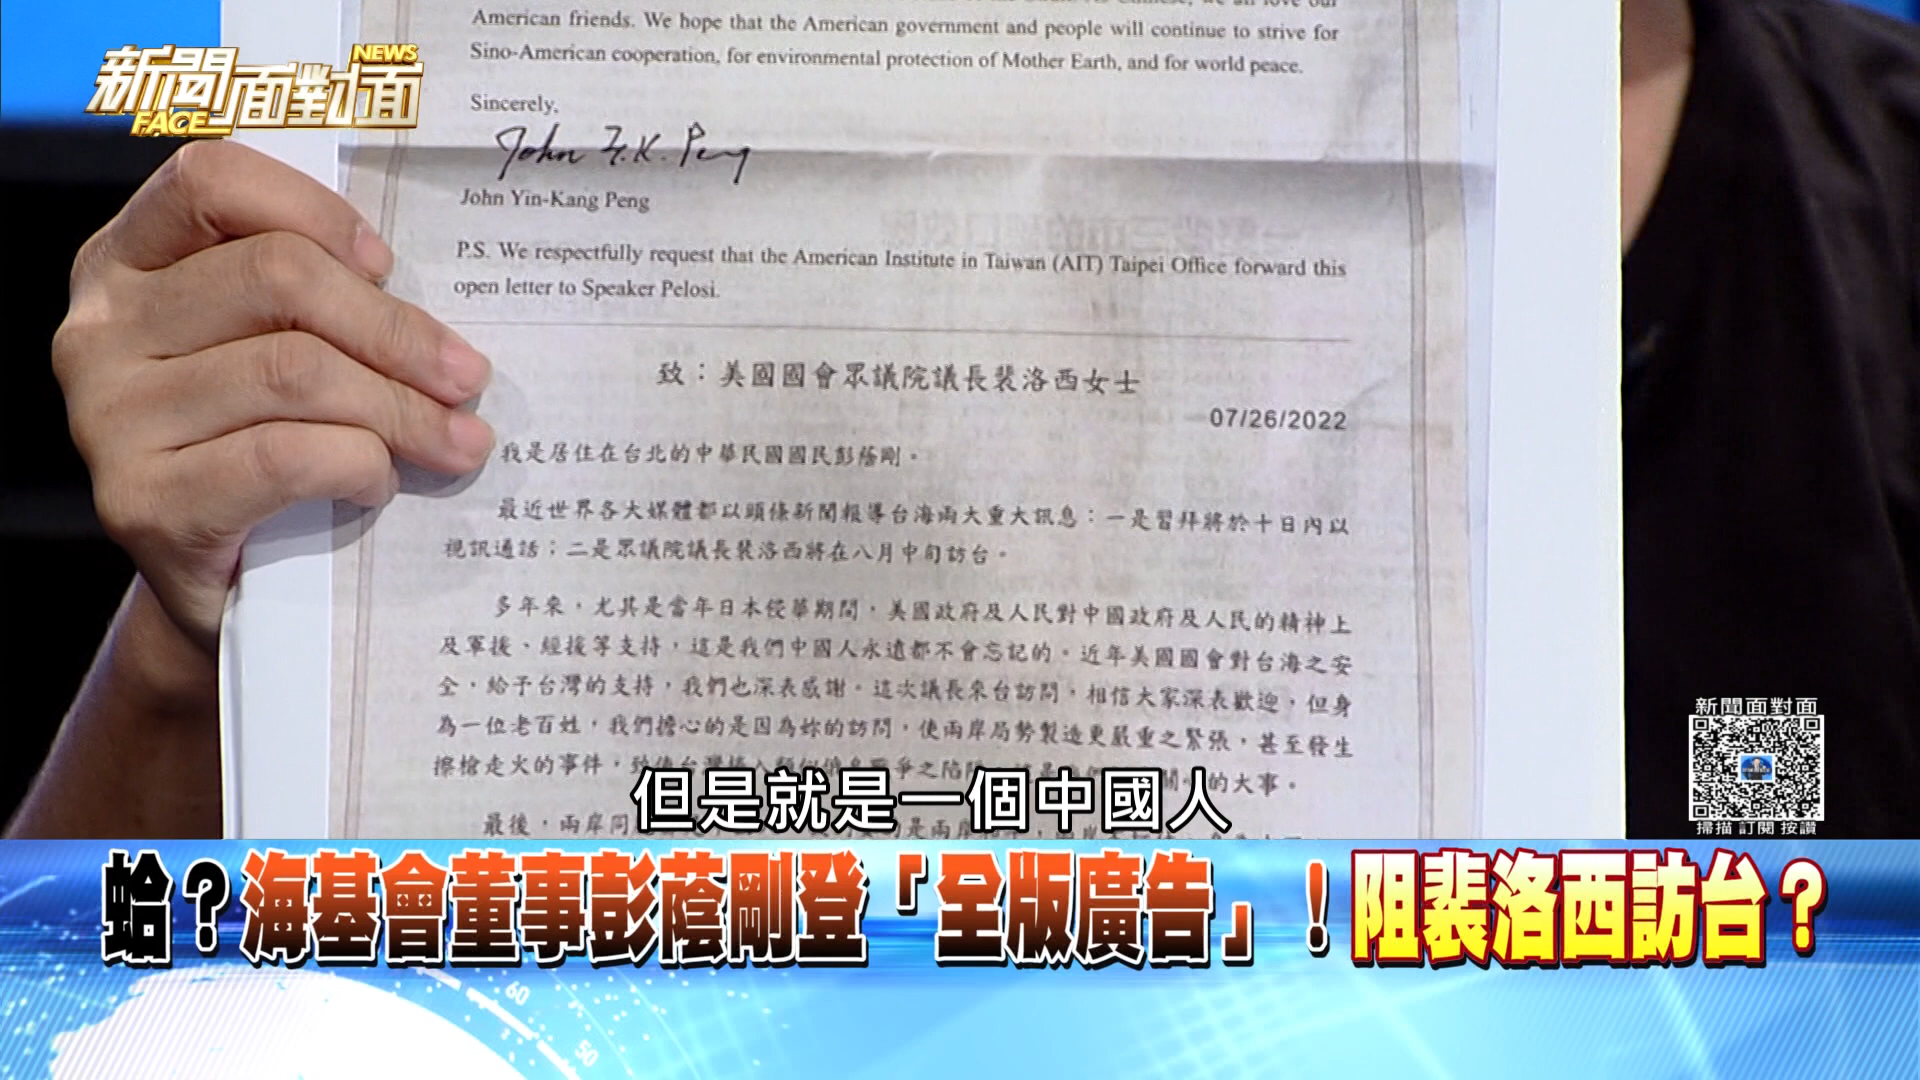 American friends. We hope that the American government and people will continue to strive for
Sino-American cooperation, for environmental protection of Mother Earth, and for world peace.
新聞面對面
NEWS
FACE
Sincerely,
John Y.K. Peng
John Yin-Kang Peng
P.S. We respectfully request that the American Institute in Taiwan (AIT) Taipei Office forward this
open letter to Speaker Pelosi.
致：美國國會眾議院議長裴洛西女士
07/26/2022
我是居住在台北的中華民國國民彭蔭剛。
最近世界各大媒體都以頭條新聞報導台海兩大重大訊息：一是習拜將於十日內以
視訊通話；二是眾議院議長裴洛西將在八月中旬訪台。
多年來，尤其是當年日本侵華期間，美國政府及人民對中國政府及人民的精神上
及軍援、經援等支持，這是我們中國人永遠都不會忘記的。近年美國國會對台海之安
全，給予台灣的支持，我們也深表感謝。這次議長來台訪問，相信大家深表歡迎，但身
為一位老百姓，我們擔心的是因為妳的訪問，使兩岸局勢製造更嚴重之緊張，甚至發生
擦槍走火的事件，
的大事。
最後，兩岸同
但是就是一個中國人
新聞面對面
掃描 訂閱 按讚
蛤？海基會董事彭蔭剛登「全版廣告」！阻裴洛西訪台？
60
50